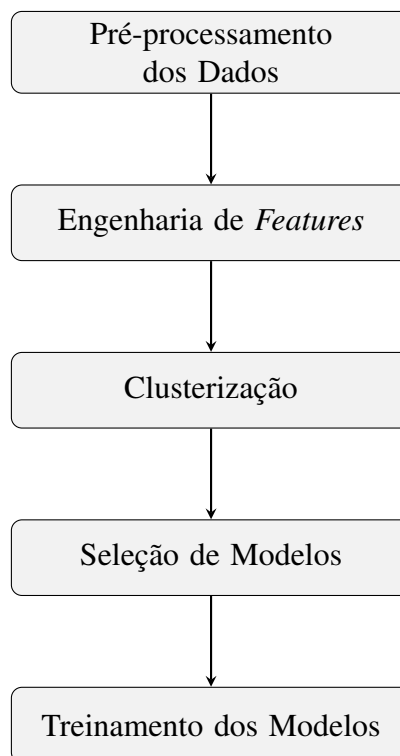 Pré-processamento
dos Dados
Engenharia de Features
Clusterização
Seleção de Modelos
Treinamento dos Modelos